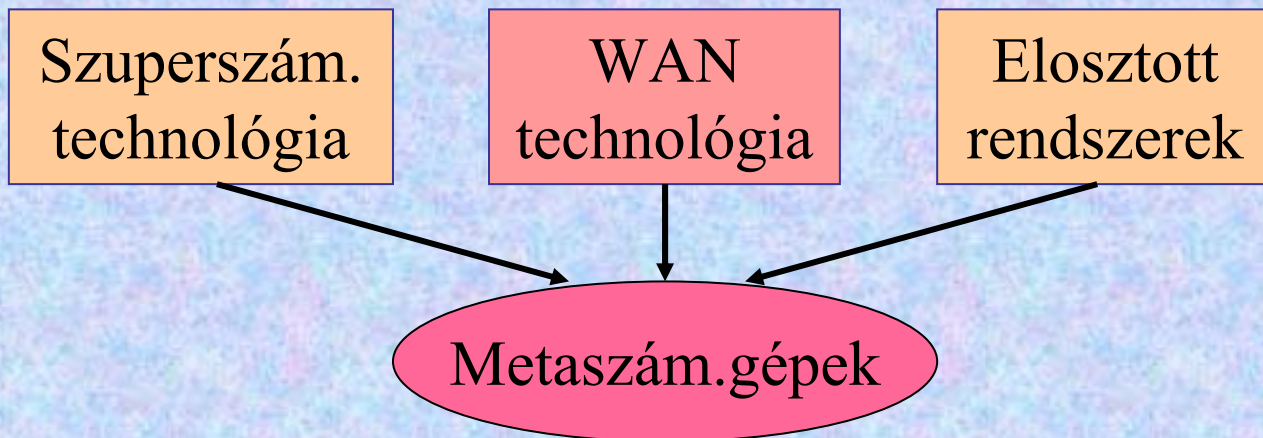 Szuperszám.
technológia
WAN
technológia
Elosztott
rendszerek
Metaszám.gépek